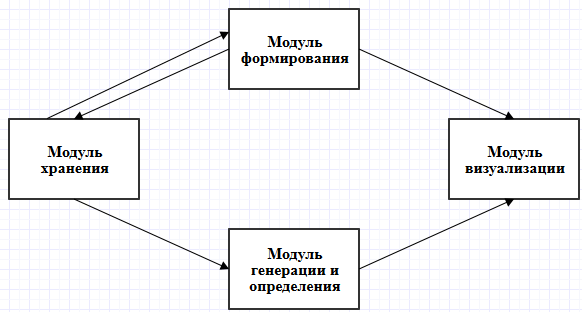 Модуль
формирования
Модуль
хранения
Модуль
визуализации
Модуль
генерации и
определения